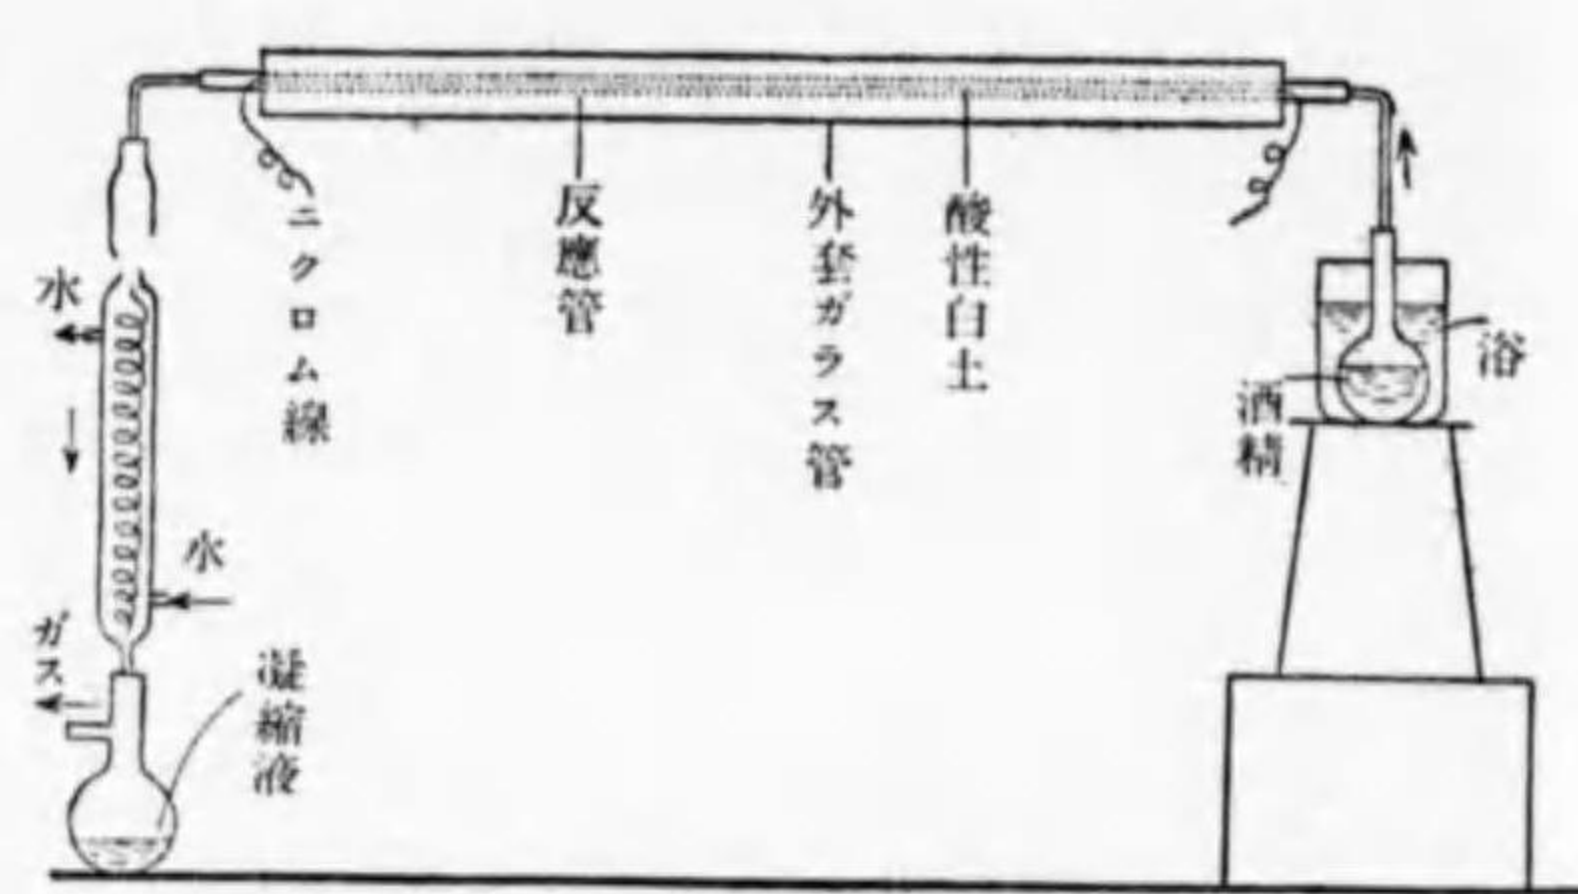 ニクロム線
反應管
外套ガラス管
酸性白土
浴
酒精
水
水
ガス
凝縮液